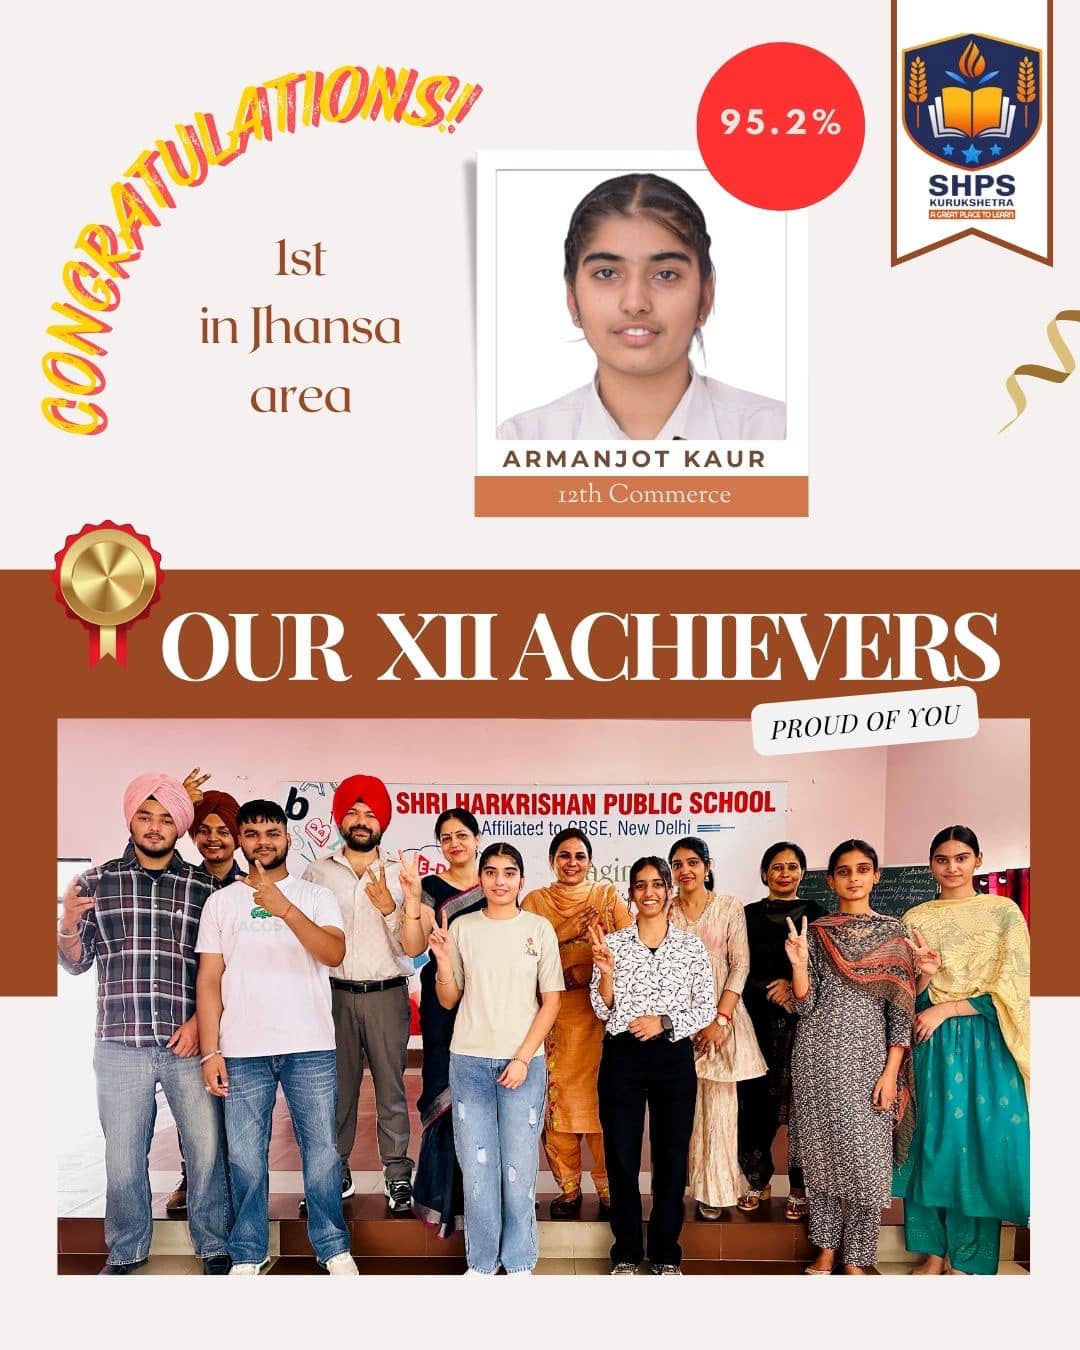 CONGRATULATIONS!!
95.2%
SHPS
KURUKSHETRA
A GREAT PLACE TO LEARN
1st
in Jhansa
area
ARMANJOT KAUR
12th Commerce
OUR XII ACHIEVERS
PROUD OF YOU
SHRI HARKRISHAN PUBLIC SCHOOL
Affiliated to CBSE, New Delhi